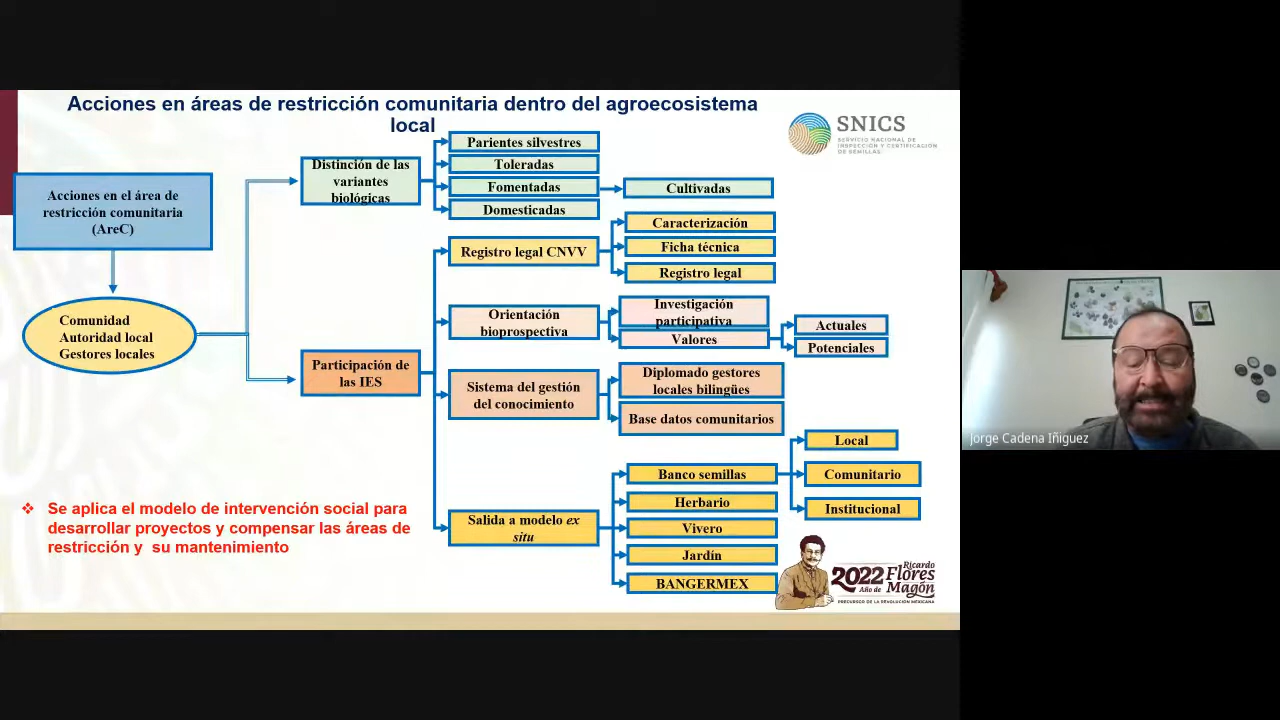 Acciones en áreas de restricción comunitaria dentro del agroecosistema
local
SNICS
SERVICIO NACIONAL DE
INSPECCIÓN Y CERTIFICACIÓN
DE SEMILLAS
Acciones en el área de
restricción comunitaria
(AreC)
Comunidad
Autoridad local
Gestores locales
Distinción de las
variantes
biológicas
Parientes silvestres
Toleradas
Fomentadas
Domesticadas
Cultivadas
Participación de
las IES
Registro legal CNVV
Caracterización
Ficha técnica
Registro legal
Orientación
bioprospectiva
Investigación
participativa
Valores
Actuales
Potenciales
Sistema del gestión
del conocimiento
Diplomado gestores
locales bilingües
Base datos comunitarios
Salida a modelo ex
situ
Banco semillas
Herbario
Vivero
Jardín
BANGERMEX
Local
Comunitario
Institucional
❖ Se aplica el modelo de intervención social para
desarrollar proyectos y compensar las áreas de
restricción y su mantenimiento
2022 Ricardo
Año de Flores
Magón
PRECURSOR DE LA REVOLUCIÓN MEXICANA
Jorge Cadena Iñiguez